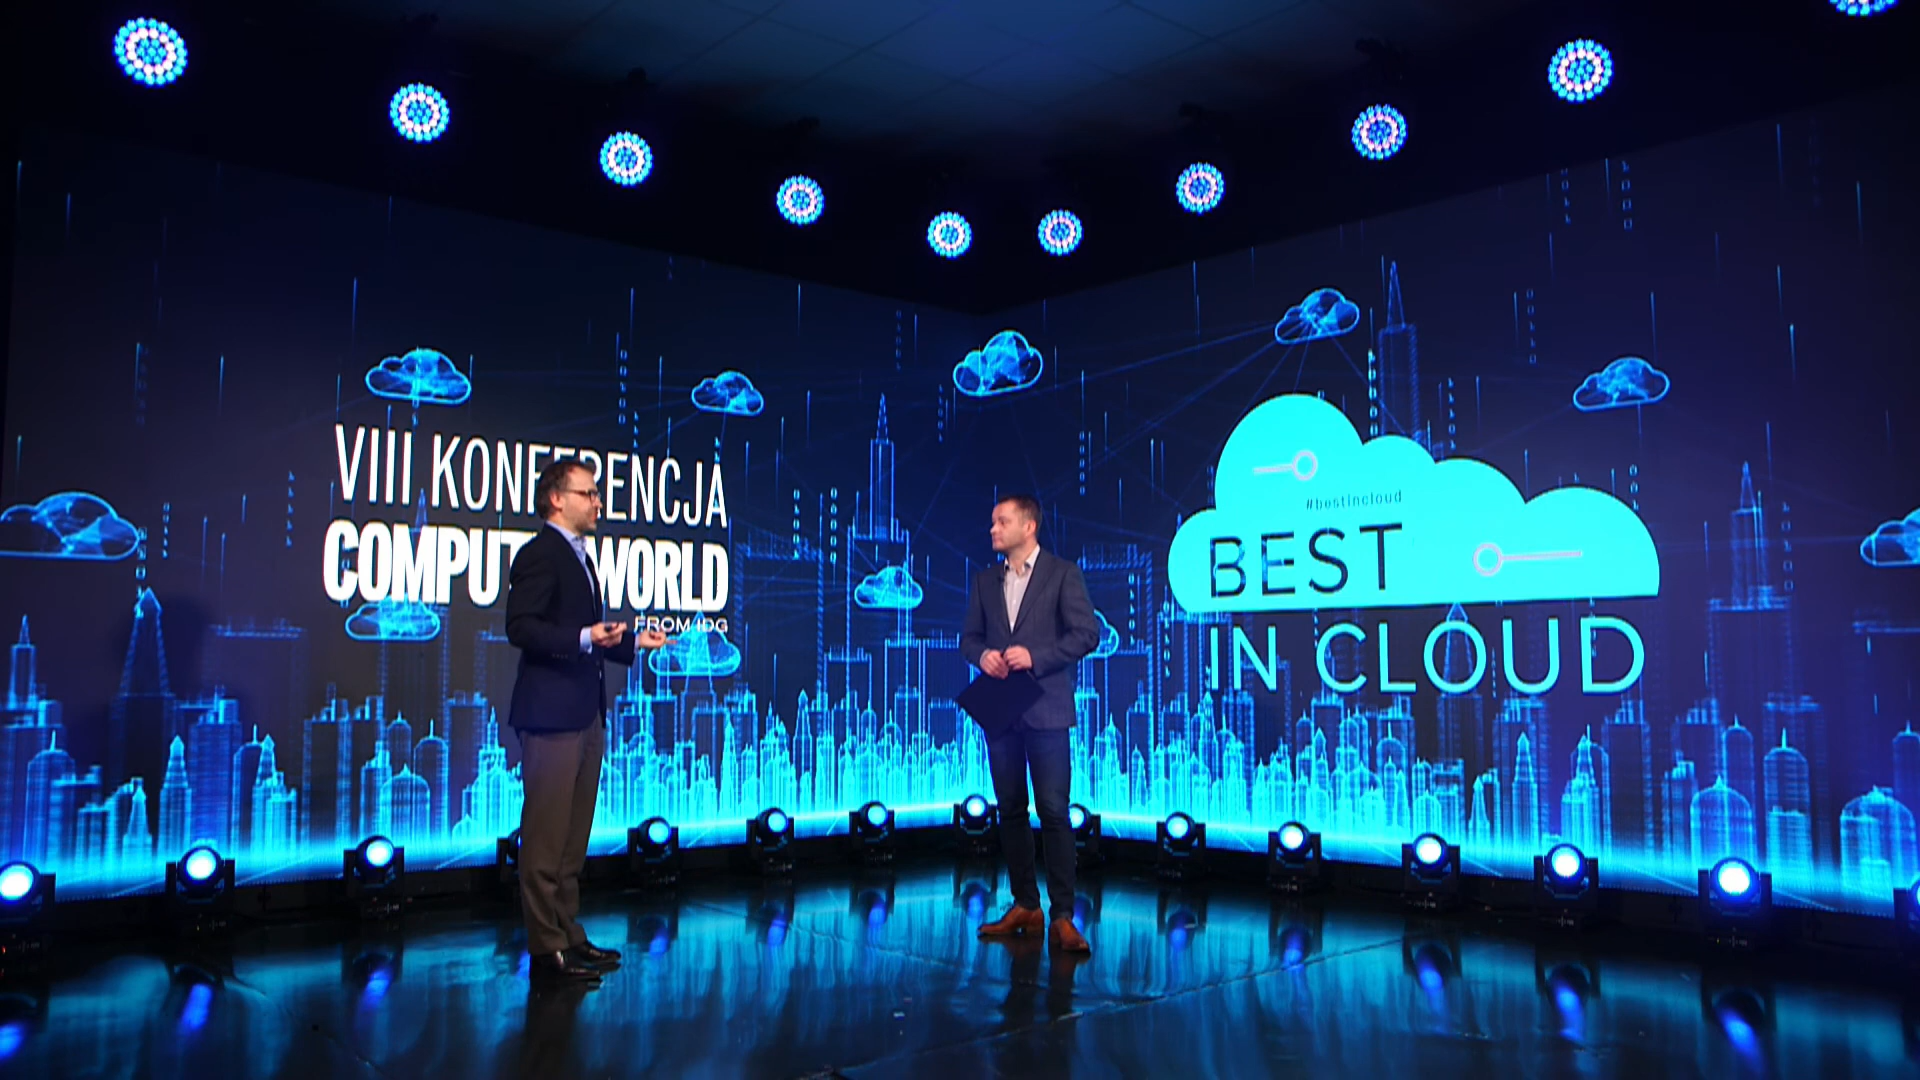 VIII KONFERENCJA
COMPUTERWORLD
FROM IDG
#bestincloud
BEST
IN CLOUD